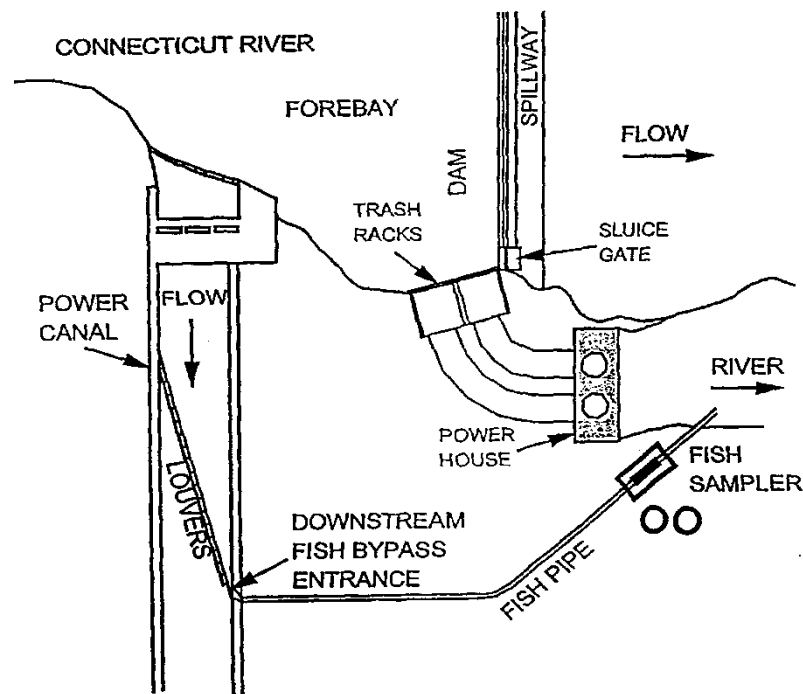 CONNECTICUT RIVER
FOREBAY
SPILLWAY
FLOW
DAM
TRASH
RACKS
SLUICE
GATE
POWER
CANAL
FLOW
RIVER
POWER
HOUSE
FISH
SAMPLER
LOUVERS
DOWNSTREAM
FISH BYPASS
ENTRANCE
FISH PIPE